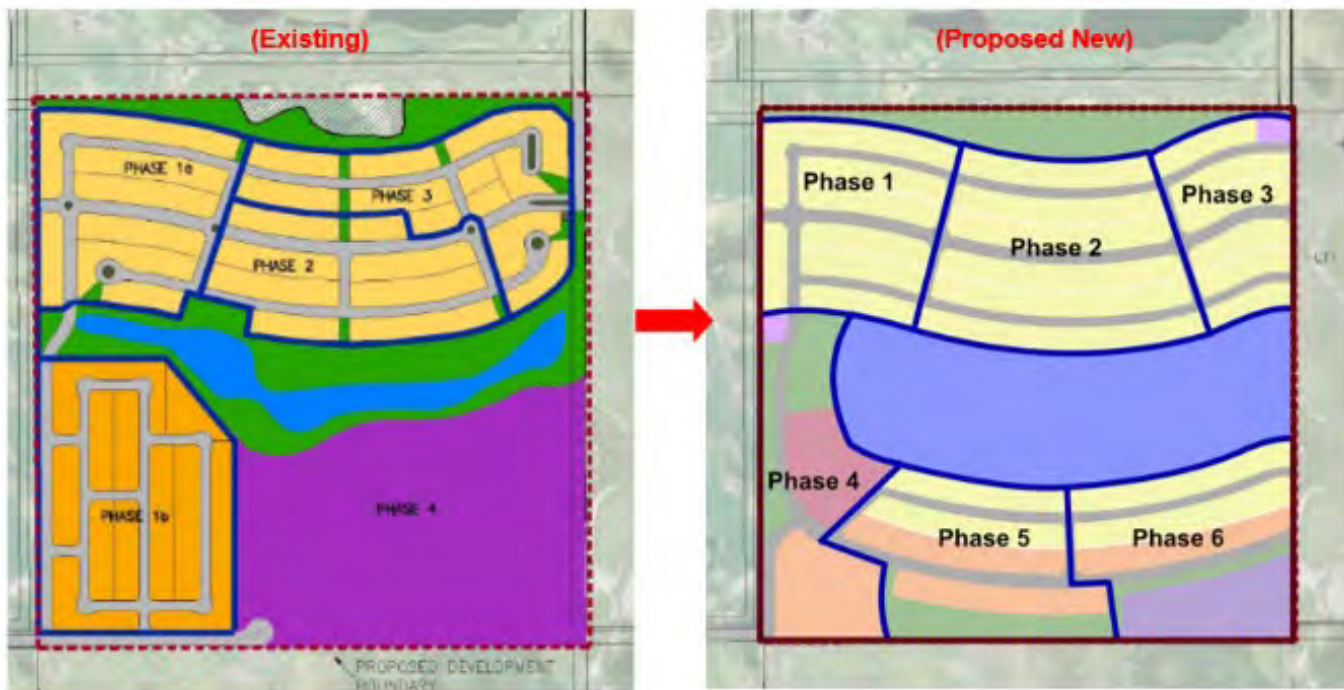 (Existing)
(Proposed New)
PHASE 1a
PHASE 3
PHASE 2
PHASE 4
PHASE 1b
PROPOSED DEVELOPMENT
BOUNDARY
Phase 1
Phase 2
Phase 3
Phase 4
Phase 5
Phase 6